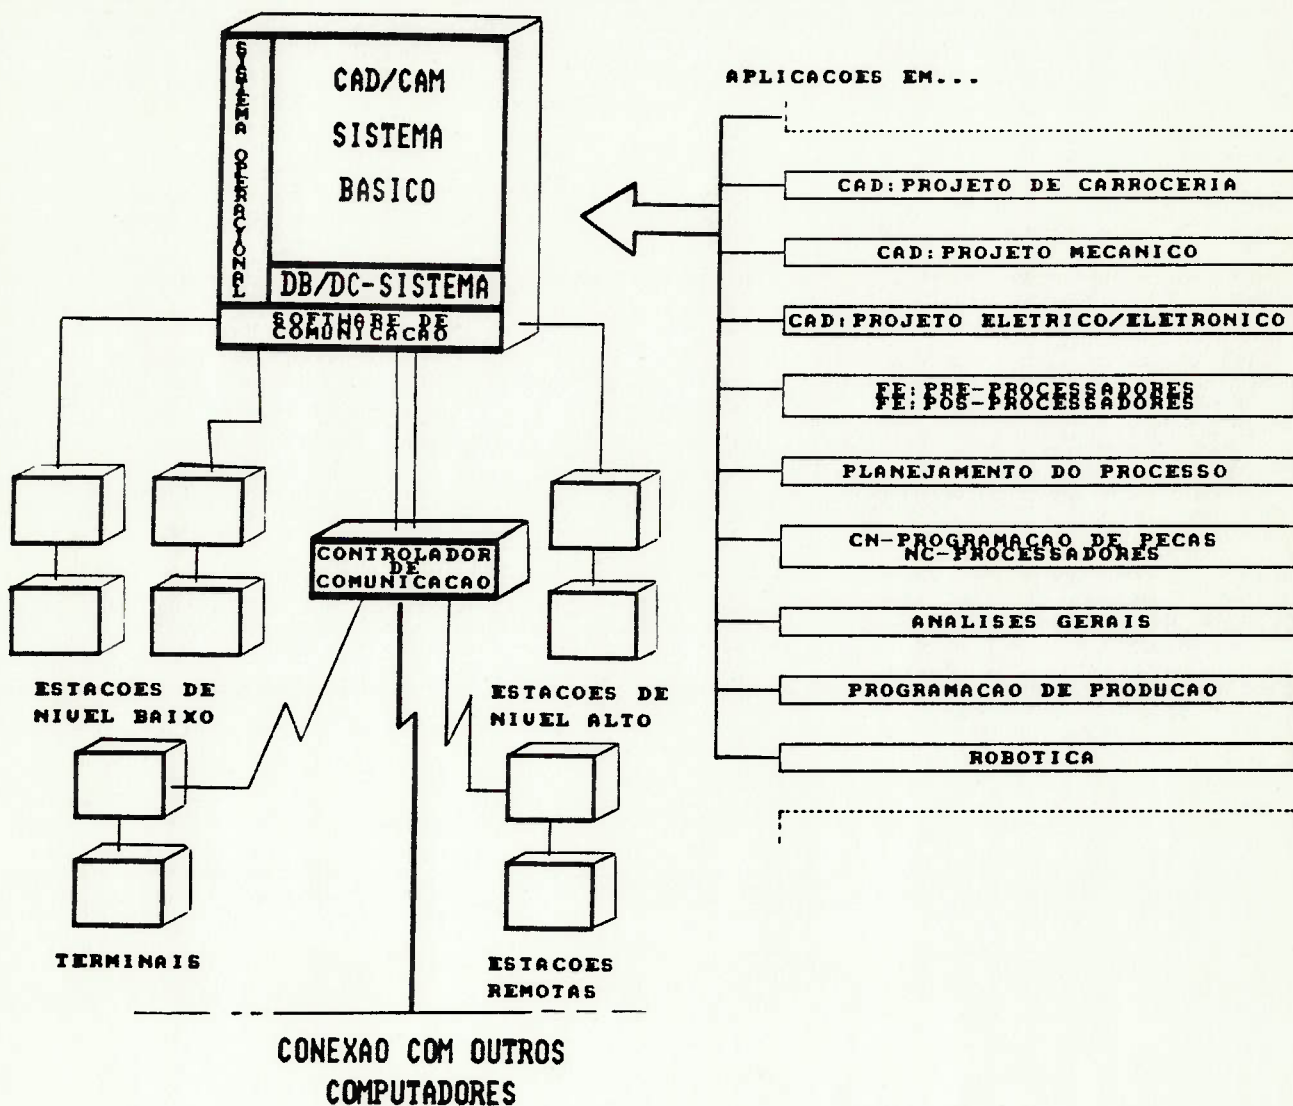 SISTEMA OPERACIONAL
CAD/CAM
SISTEMA
BASICO
DB/DC-SISTEMA
SOFTWARE DE
COMUNICACAO
CONTROLADOR
DE
COMUNICACAO
ESTACOES DE
NIVEL BAIXO
ESTACOES DE
NIVEL ALTO
TERMINAIS
ESTACOES
REMOTAS
CONEXAO COM OUTROS
COMPUTADORES
APLICACOES EM...
CAD:PROJETO DE CARROCERIA
CAD:PROJETO MECANICO
CAD:PROJETO ELETRICO/ELETRONICO
FE:PRE-PROCESSADORES
FE:POS-PROCESSADORES
PLANEJAMENTO DO PROCESSO
CN-PROGRAMACAO DE PECAS
NC-PROCESSADORES
ANALISES GERAIS
PROGRAMACAO DE PRODUCAO
ROBOTICA